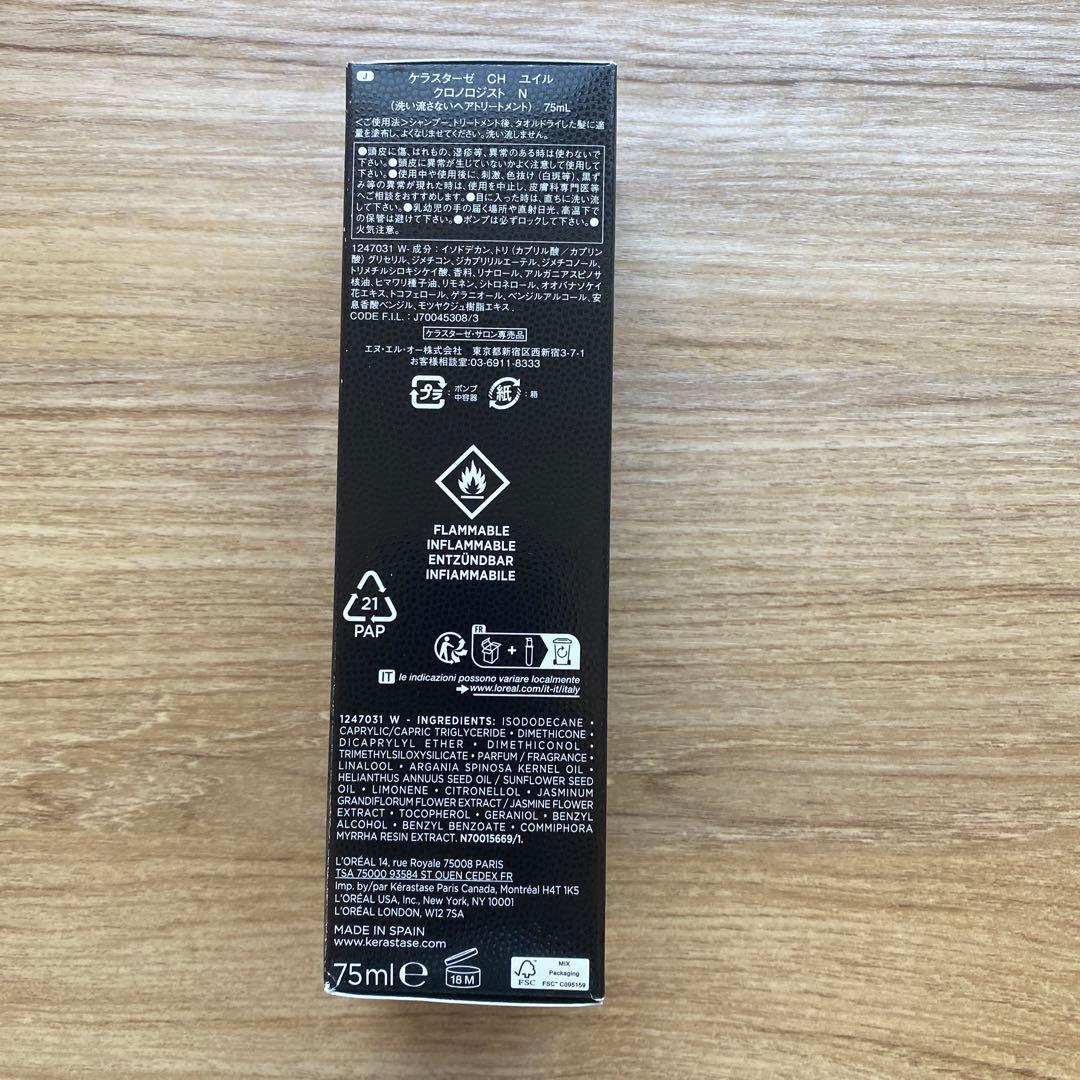 J
ケラスターゼ CH ユイル
クロノロジスト N
(洗い流さないヘアトリートメント) 75mL
<ご使用法>シャンプー、トリートメント後、タオルドライした髪に適
量を塗布し、よくなじませてください。洗い流しません。
●頭皮に傷、はれもの、湿疹等、異常のある時は使わないで
下さい。●頭皮に異常が生じていないかよく注意して使用して
下さい。●使用中や使用後に、刺激、色抜け(白斑等)、黒ず
み等の異常が現れた時は、使用を中止し、皮膚科専門医等
へご相談をおすすめします。●目に入った時は、直ちに洗い流
して下さい。●乳幼児の手の届く場所や直射日光、高温下で
の保管は避けて下さい。●ポンプは必ずロックして下さい。●
火気注意。
1247031 W- 成分:イソドデカン、トリ(カプリル酸/カプリン
酸)グリセリル、ジメチコン、ジカプリリルエーテル、ジメチコノール、
トリメチルシロキシケイ酸、香料、リナロール、アルガニアスピノサ
核油、ヒマワリ種子油、リモネン、シトロネロール、オオバナソケイ
花エキス、トコフェロール、ゲラニオール、ベンジルアルコール、安
息香酸ベンジル、モツヤクジュ樹脂エキス.
CODE F.I.L. : J70045308/3
ケラスターゼ・サロン専売品
エヌ・エル・オー株式会社 東京都新宿区西新宿3-7-1
お客様相談室:03-6911-8333
プラ : ポンプ
中容器
紙 : 箱
FLAMMABLE
INFLAMMABLE
ENTZÜNDBAR
INFIAMMABILE
21
PAP
FR
+
IT le indicazioni possono variare localmente
www.loreal.com/it-it/italy
1247031 W - INGREDIENTS: ISODODECANE •
CAPRYLIC/CAPRIC TRIGLYCERIDE • DIMETHICONE •
DICAPRYLYL ETHER • DIMETHICONOL •
TRIMETHYLSILOXYSILICATE • PARFUM / FRAGRANCE •
LINALOOL • ARGANIA SPINOSA KERNEL OIL •
HELIANTHUS ANNUUS SEED OIL / SUNFLOWER SEED
OIL • LIMONENE • CITRONELLOL • JASMINUM
GRANDIFLORUM FLOWER EXTRACT / JASMINE FLOWER
EXTRACT • TOCOPHEROL • GERANIOL • BENZYL
ALCOHOL • BENZYL BENZOATE • COMMIPHORA
MYRRHA RESIN EXTRACT. N70015669/1.
L'ORÉAL 14, rue Royale 75008 PARIS
TSA 75000 93584 ST OUEN CEDEX FR
Imp. by/par Kérastase Paris Canada, Montréal H4T 1K5
L'ORÉAL USA, Inc., New York, NY 10001
L'ORÉAL LONDON, W12 7SA
MADE IN SPAIN
www.kerastase.com
75ml ℮
18 M
FSC
MIX
Packaging
FSC™ C095159